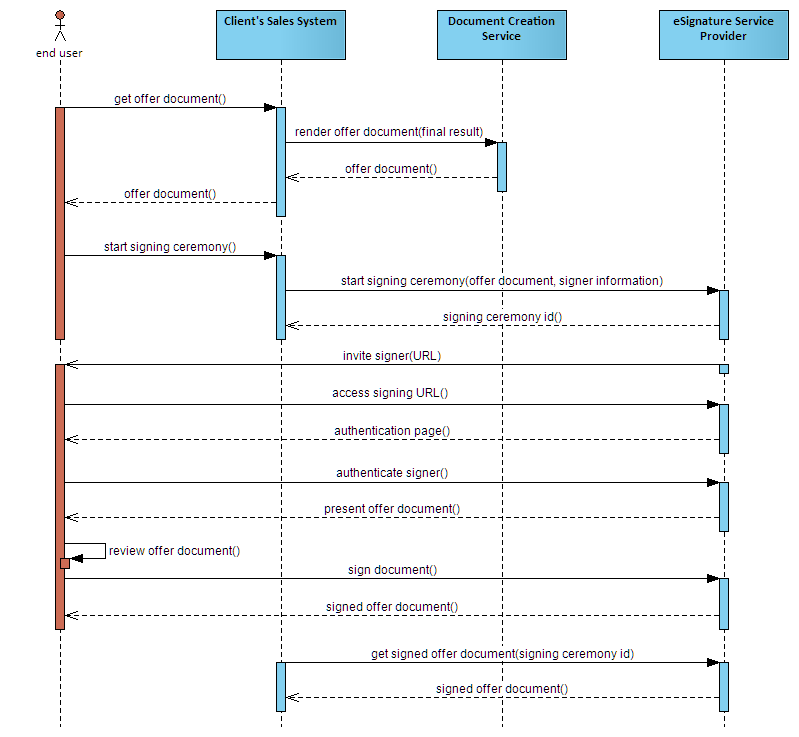 end user
Client's Sales System
Document Creation
Service
eSignature Service
Provider
get offer document()
render offer document(final result)
offer document()
offer document()
start signing ceremony()
start signing ceremony(offer document, signer information)
signing ceremony id()
invite signer(URL)
access signing URL()
authentication page()
authenticate signer()
present offer document()
review offer document()
sign document()
signed offer document()
get signed offer document(signing ceremony id)
signed offer document()